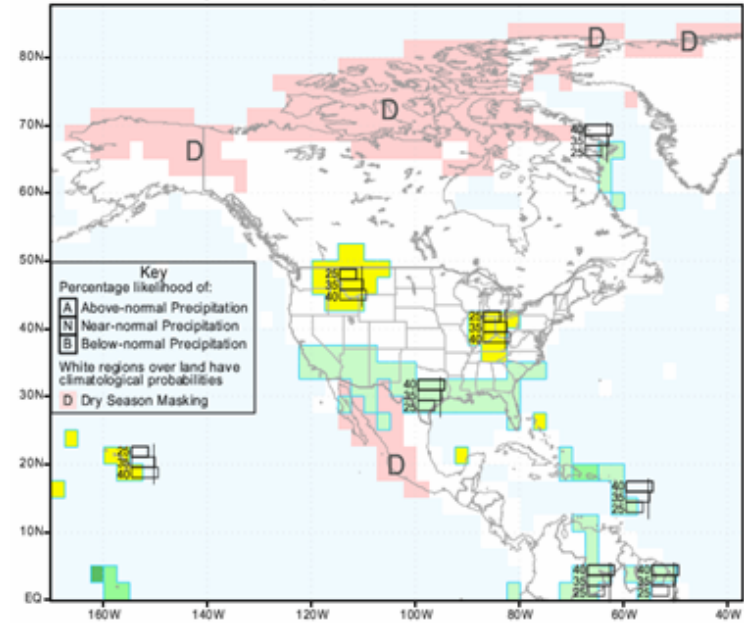 80N
D
D
D
70N
D
40
35
25
60N
50N
Key
Percentage likelihood of:
A Above-normal Precipitation
N Near-normal Precipitation
B Below-normal Precipitation
White regions over land have
climatological probabilities
D Dry Season Masking
25
35
40
40N
25
35
40
30N
40
35
25
20N
25
35
40
D
40
35
25
10N
EQ
40
35
25
40
35
25
160W
140W
120W
100W
80W
60W
40W